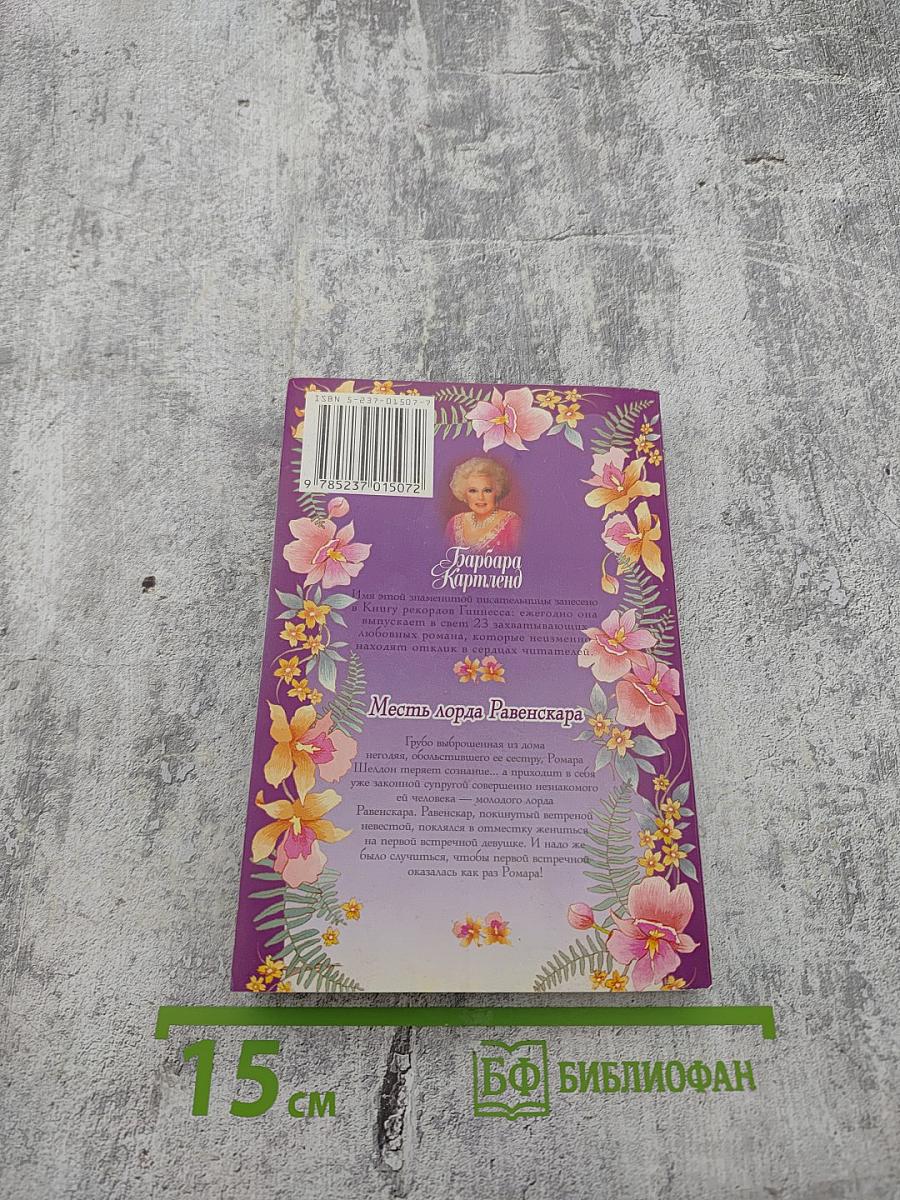 ISBN 5-237-01507-7
9 785237 015072
Барбара
Картленд
Имя этой знаменитой писательницы занесено
в Книгу рекордов Гиннесса: ежегодно она
выпускает в свет 23 захватывающих
любовных романа, которые неизменно
находят отклик в сердцах читателей.
Месть лорда Равенскара
Грубо выброшенная из дома
негодяя, обольстившего ее сестру, Ромара
Шелдон теряет сознание... а приходит в себя
уже законной супругой совершенно незнакомого
ей человека — молодого лорда
Равенскара. Равенскар, покинутый ветреной
невестой, поклялся в отместку жениться
на первой встречной девушке. И надо же
было случиться, чтобы первой встречной
оказалась как раз Ромара!
15 см
БФ БИБЛИОФАН